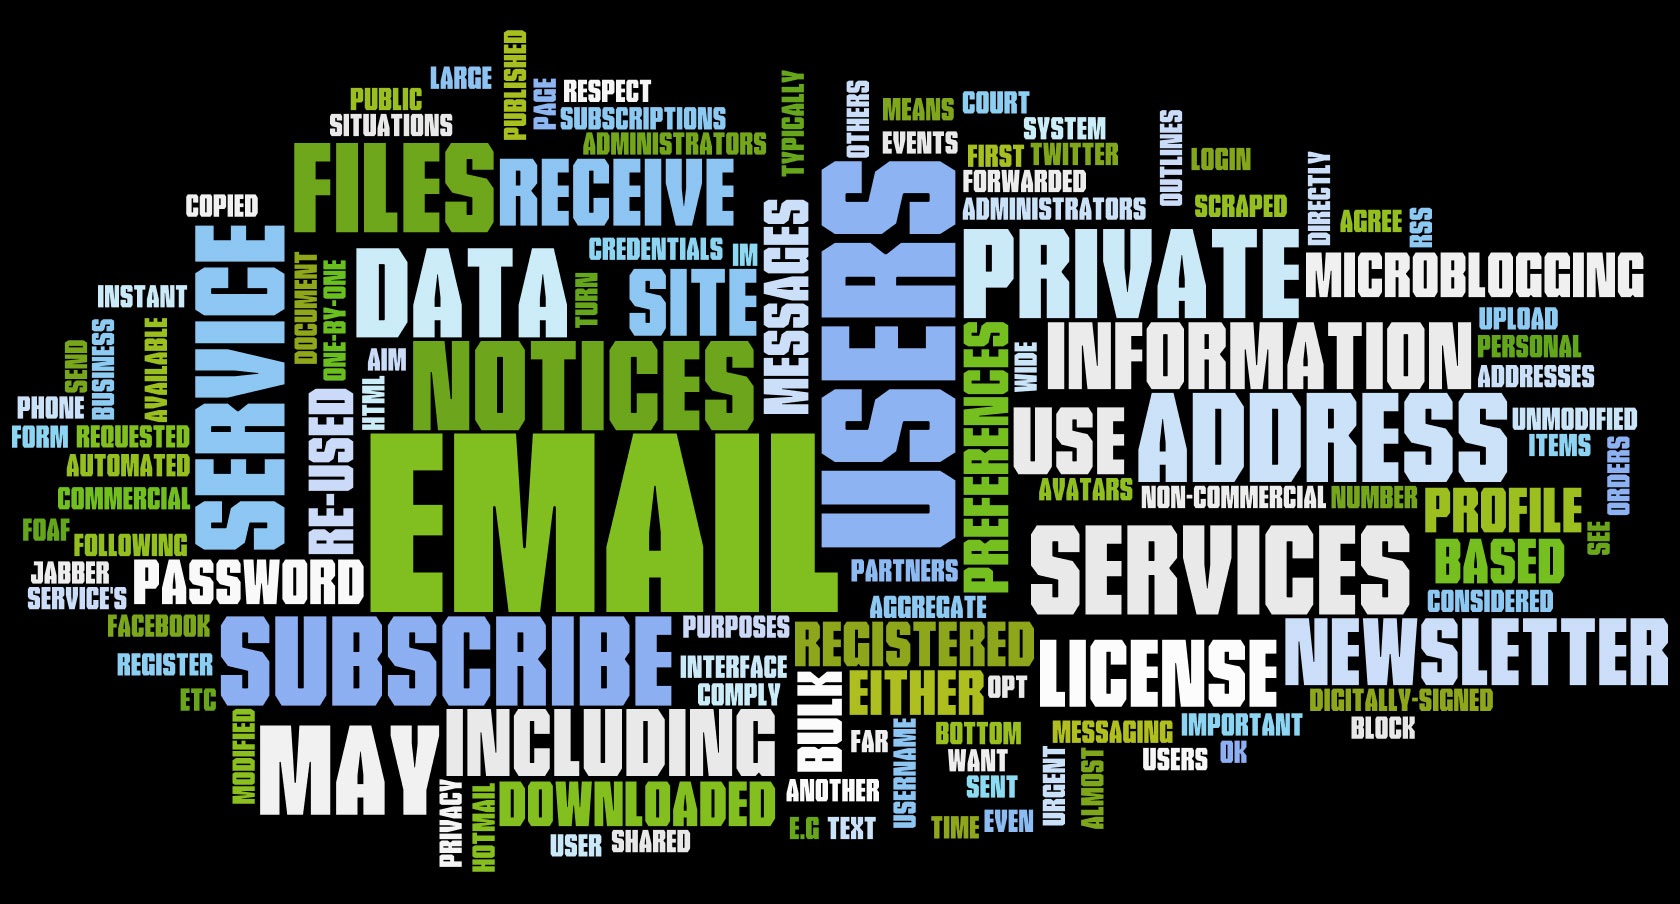 PUBLISHED
LARGE
PAGE
RESPECT
PUBLIC
SUBSCRIPTIONS
SITUATIONS
ADMINISTRATORS
TYPICALLY
OTHERS
MEANS
COURT
EVENTS
SYSTEM
FIRST
TWITTER
OUTLINES
LOGIN
FORWARDED
ADMINISTRATORS
SCRAPED
DIRECTLY
AGREE
RSS
FILES
RECEIVE
COPIED
MESSAGES
USERS
PRIVATE
MICROBLOGGING
SERVICE
DOCUMENT
ONE-BY-ONE
DATA
CREDENTIALS
IM
TURN
SITE
INSTANT
SEND
BUSINESS
AVAILABLE
AIM
HTML
NOTICES
PREFERENCES
WIDE
INFORMATION
UPLOAD
PERSONAL
ADDRESSES
PHONE
FORM
REQUESTED
AUTOMATED
COMMERCIAL
RE-USED
EMAIL
USE
ADDRESS
UNMODIFIED
ITEMS
ORDERS
AVATARS
NON-COMMERCIAL
NUMBER
PROFILE
SEE
FOAF
FOLLOWING
JABBER
SERVICE'S
PASSWORD
PARTNERS
AGGREGATE
SERVICES
BASED
CONSIDERED
FACEBOOK
REGISTER
ETC
SUBSCRIBE
PURPOSES
INTERFACE
COMPLY
REGISTERED
EITHER
OPT
LICENSE
NEWSLETTER
DIGITALLY-SIGNED
BLOCK
MODIFIED
MAY
INCLUDING
BULK
FAR
USERNAME
BOTTOM
WANT
SENT
MESSAGING
IMPORTANT
USERS
OK
URGENT
ALMOST
PRIVACY
HOTMAIL
DOWNLOADED
ANOTHER
E.G
TEXT
TIME
EVEN
USER
SHARED